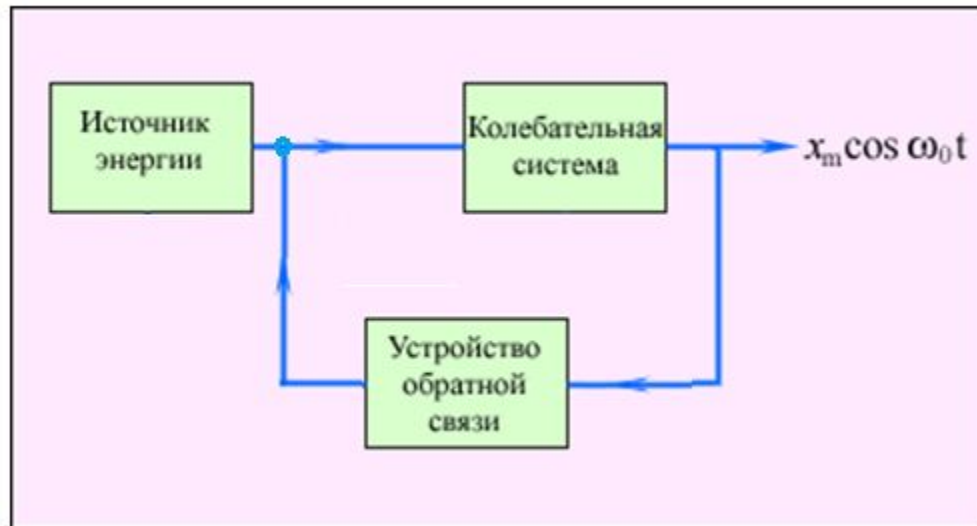 Источник
энергии
Колебательная
система
xₘcos ω₀t
Устройство
обратной
связи